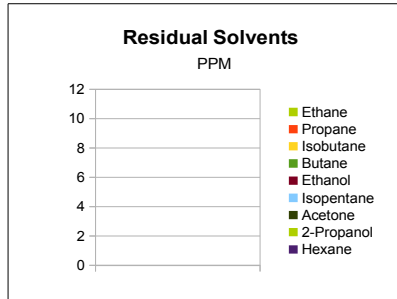 Residual Solvents
PPM
12
10
8
6
4
2
0
Ethane
Propane
Isobutane
Butane
Ethanol
Isopentane
Acetone
2-Propanol
Hexane